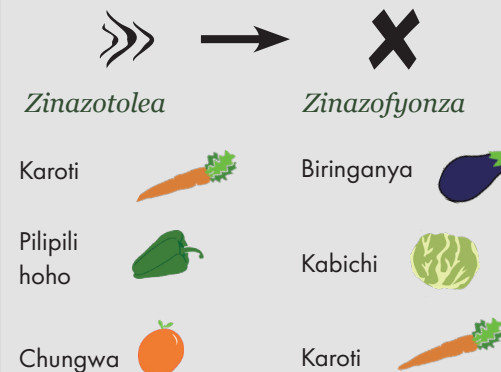 Zinazotolea
Zinazofyonza
Karoti
Biringanya
Pilipili
hoho
Kabichi
Chungwa
Karoti